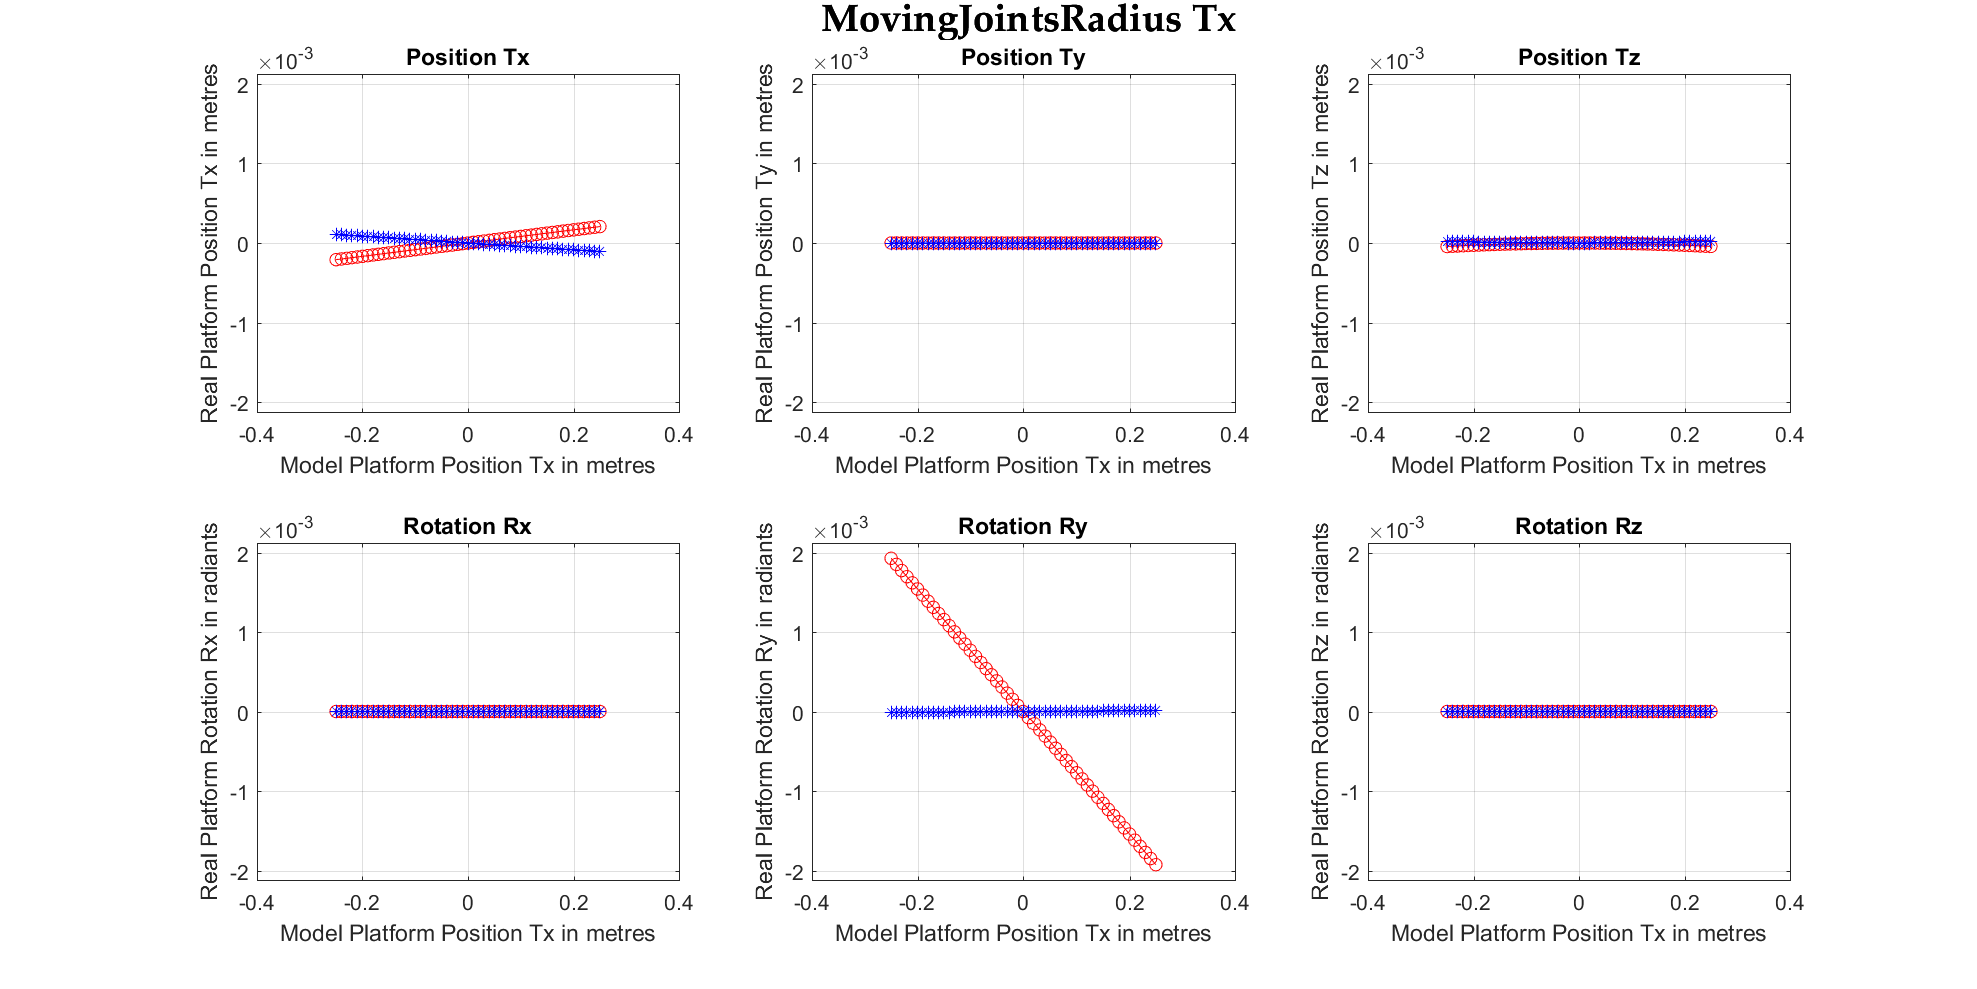 MovingJointsRadius Tx
Position Tx
×10-3
Real Platform Position Tx in metres
2
1
0
-1
-2
-0.4 -0.2 0 0.2 0.4
Model Platform Position Tx in metres
Position Ty
×10-3
Real Platform Position Ty in metres
2
1
0
-1
-2
-0.4 -0.2 0 0.2 0.4
Model Platform Position Tx in metres
Position Tz
×10-3
Real Platform Position Tz in metres
2
1
0
-1
-2
-0.4 -0.2 0 0.2 0.4
Model Platform Position Tx in metres
Rotation Rx
×10-3
Real Platform Rotation Rx in radiants
2
1
0
-1
-2
-0.4 -0.2 0 0.2 0.4
Model Platform Position Tx in metres
Rotation Ry
×10-3
Real Platform Rotation Ry in radiants
2
1
0
-1
-2
-0.4 -0.2 0 0.2 0.4
Model Platform Position Tx in metres
Rotation Rz
×10-3
Real Platform Rotation Rz in radiants
2
1
0
-1
-2
-0.4 -0.2 0 0.2 0.4
Model Platform Position Tx in metres